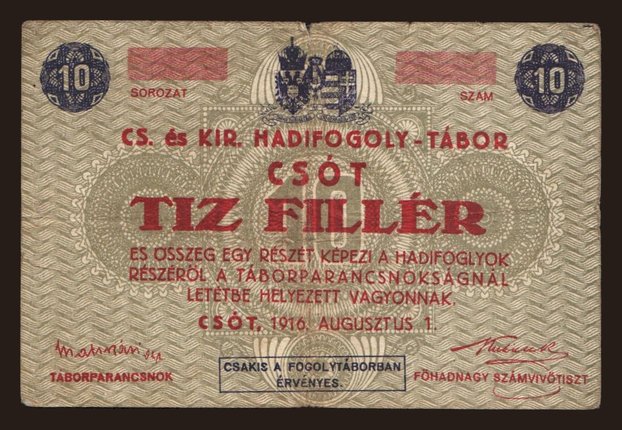 10 10
SOROZAT SZÁM
CS. és KIR. HADIFOGOLY-TÁBOR
CSÓT
TIZ FILLÉR
ES ÖSSZEG EGY RÉSZÉT KÉPEZI A HADIFOGLYOK
RÉSZÉRŐL A TÁBORPARANCSNOKSÁGNÁL
LETÉTBE HELYEZETT VAGYONNAK.
CSÓT, 1916. AUGUSZTUS 1.
TÁBORPARANCSNOK
CSAKIS A FOGOLYTÁBORBAN
ÉRVÉNYES.
FŐHADNAGY SZÁMVIVŐTISZT